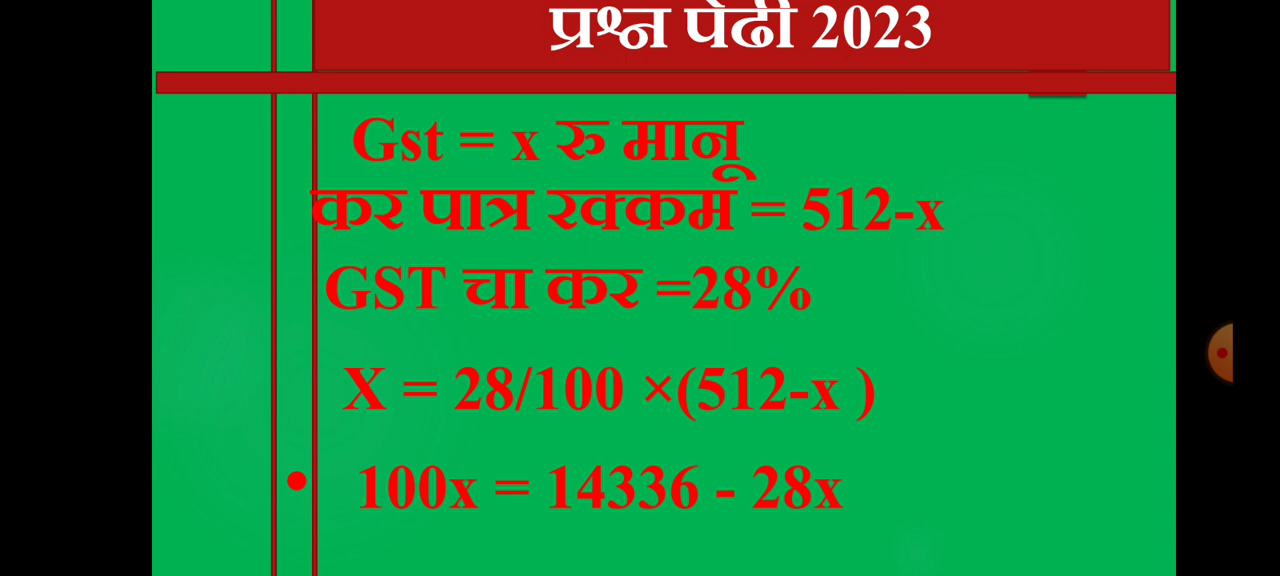 प्रश्न पेढी 2023
Gst = x रु मानू
कर पात्र रक्कम = 512-x
GST चा कर =28%
X = 28/100 ×(512-x )
• 100x = 14336 - 28x